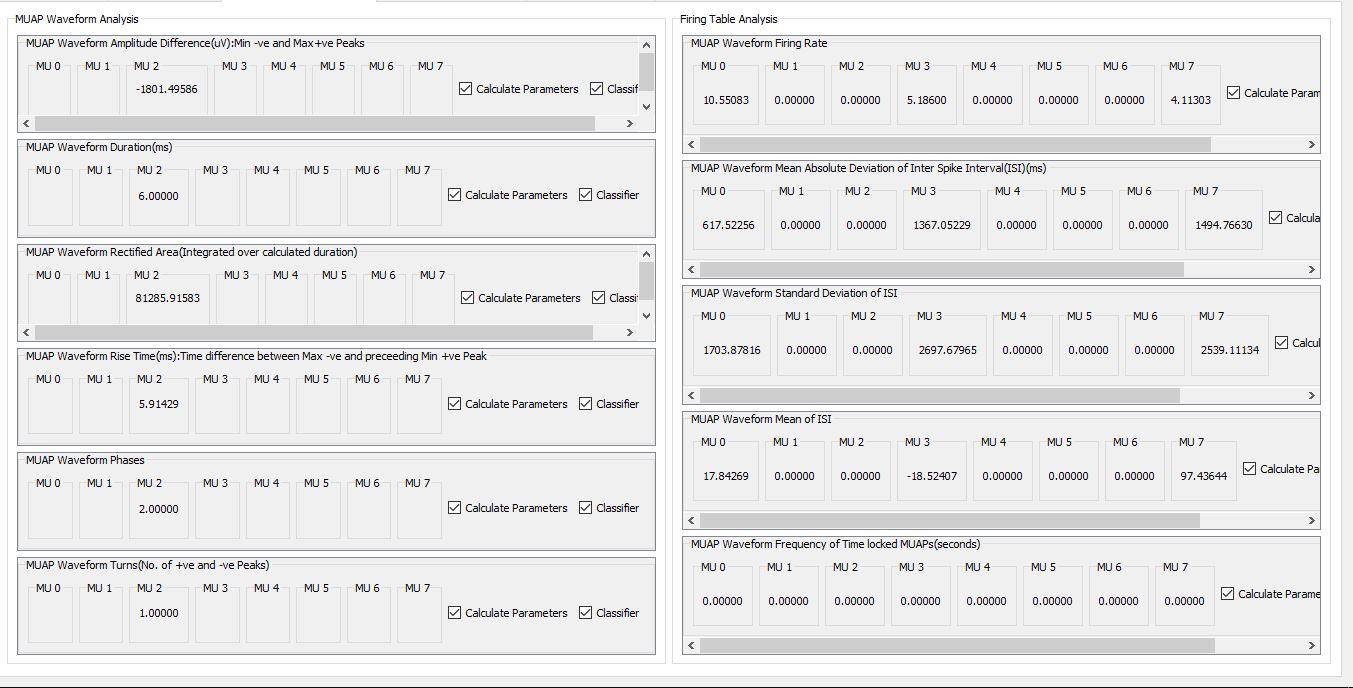 MUAP Waveform Analysis
MUAP Waveform Amplitude Difference(uV):Min -ve and Max+ve Peaks
MU 0 MU 1 MU 2 MU 3 MU 4 MU 5 MU 6 MU 7
-1801.49586
Calculate Parameters Classif
MUAP Waveform Duration(ms)
MU 0 MU 1 MU 2 MU 3 MU 4 MU 5 MU 6 MU 7
6.00000
Calculate Parameters Classifier
MUAP Waveform Rectified Area(Integrated over calculated duration)
MU 0 MU 1 MU 2 MU 3 MU 4 MU 5 MU 6 MU 7
81285.91583
Calculate Parameters Classi
MUAP Waveform Rise Time(ms):Time difference between Max -ve and preceeding Min +ve Peak
MU 0 MU 1 MU 2 MU 3 MU 4 MU 5 MU 6 MU 7
5.91429 Calculate Parameters Classifier
MUAP Waveform Phases
MU 0 MU 1 MU 2 MU 3 MU 4 MU 5 MU 6 MU 7
2.00000 Calculate Parameters Classifier
MUAP Waveform Turns(No. of +ve and -ve Peaks)
MU 0 MU 1 MU 2 MU 3 MU 4 MU 5 MU 6 MU 7
1.00000 Calculate Parameters Classifier
Firing Table Analysis
MUAP Waveform Firing Rate
MU 0 MU 1 MU 2 MU 3 MU 4 MU 5 MU 6 MU 7
10.55083 0.00000 0.00000 5.18600 0.00000 0.00000 0.00000 4.11303 Calculate Param
MUAP Waveform Mean Absolute Deviation of Inter Spike Interval(ISI)(ms)
MU 0 MU 1 MU 2 MU 3 MU 4 MU 5 MU 6 MU 7
617.52256 0.00000 0.00000 1367.05229 0.00000 0.00000 0.00000 1494.76630 Calcula
MUAP Waveform Standard Deviation of ISI
MU 0 MU 1 MU 2 MU 3 MU 4 MU 5 MU 6 MU 7
1703.87816 0.00000 0.00000 2697.67965 0.00000 0.00000 0.00000 2539.11134 Calcul
MUAP Waveform Mean of ISI
MU 0 MU 1 MU 2 MU 3 MU 4 MU 5 MU 6 MU 7
17.84269 0.00000 0.00000 -18.52407 0.00000 0.00000 0.00000 97.43644 Calculate Pa
MUAP Waveform Frequency of Time locked MUAPs(seconds)
MU 0 MU 1 MU 2 MU 3 MU 4 MU 5 MU 6 MU 7
0.00000 0.00000 0.00000 0.00000 0.00000 0.00000 0.00000 0.00000 Calculate Parame